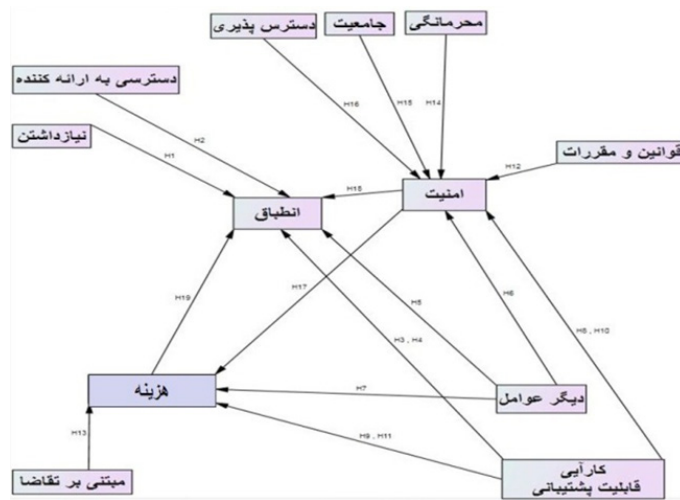 دسترس پذیری
جامعیت
محرمانگی
دسترسی به ارائه کننده
نیازداشتن
H16
H15
H14
H2
H1
H12
قوانین و مقررات
امنیت
H18
انطباق
H17
H19
H5
H6
H3 , H4
H8 , H10
هزینه
H7
دیگر عوامل
H13
H9 , H11
مبتنی بر تقاضا
کارآیی
قابلیت پشتیبانی